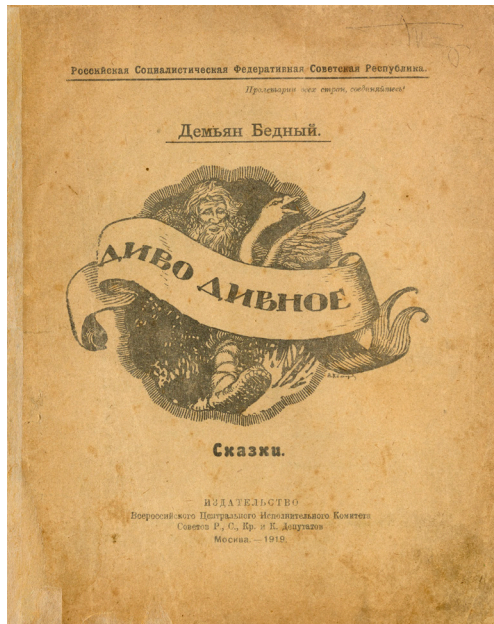 Российская Социалистическая Федеративная Советская Республика.
Пролетарии всех стран, соединяйтесь!
Демьян Бедный.
ДИВО ДИВНОЕ
Сказки.
ИЗДАТЕЛЬСТВО
Всероссийского Центрального Исполнительного Комитета
Советов Р., С., Кр. и К. Депутатов
Москва.—1919.